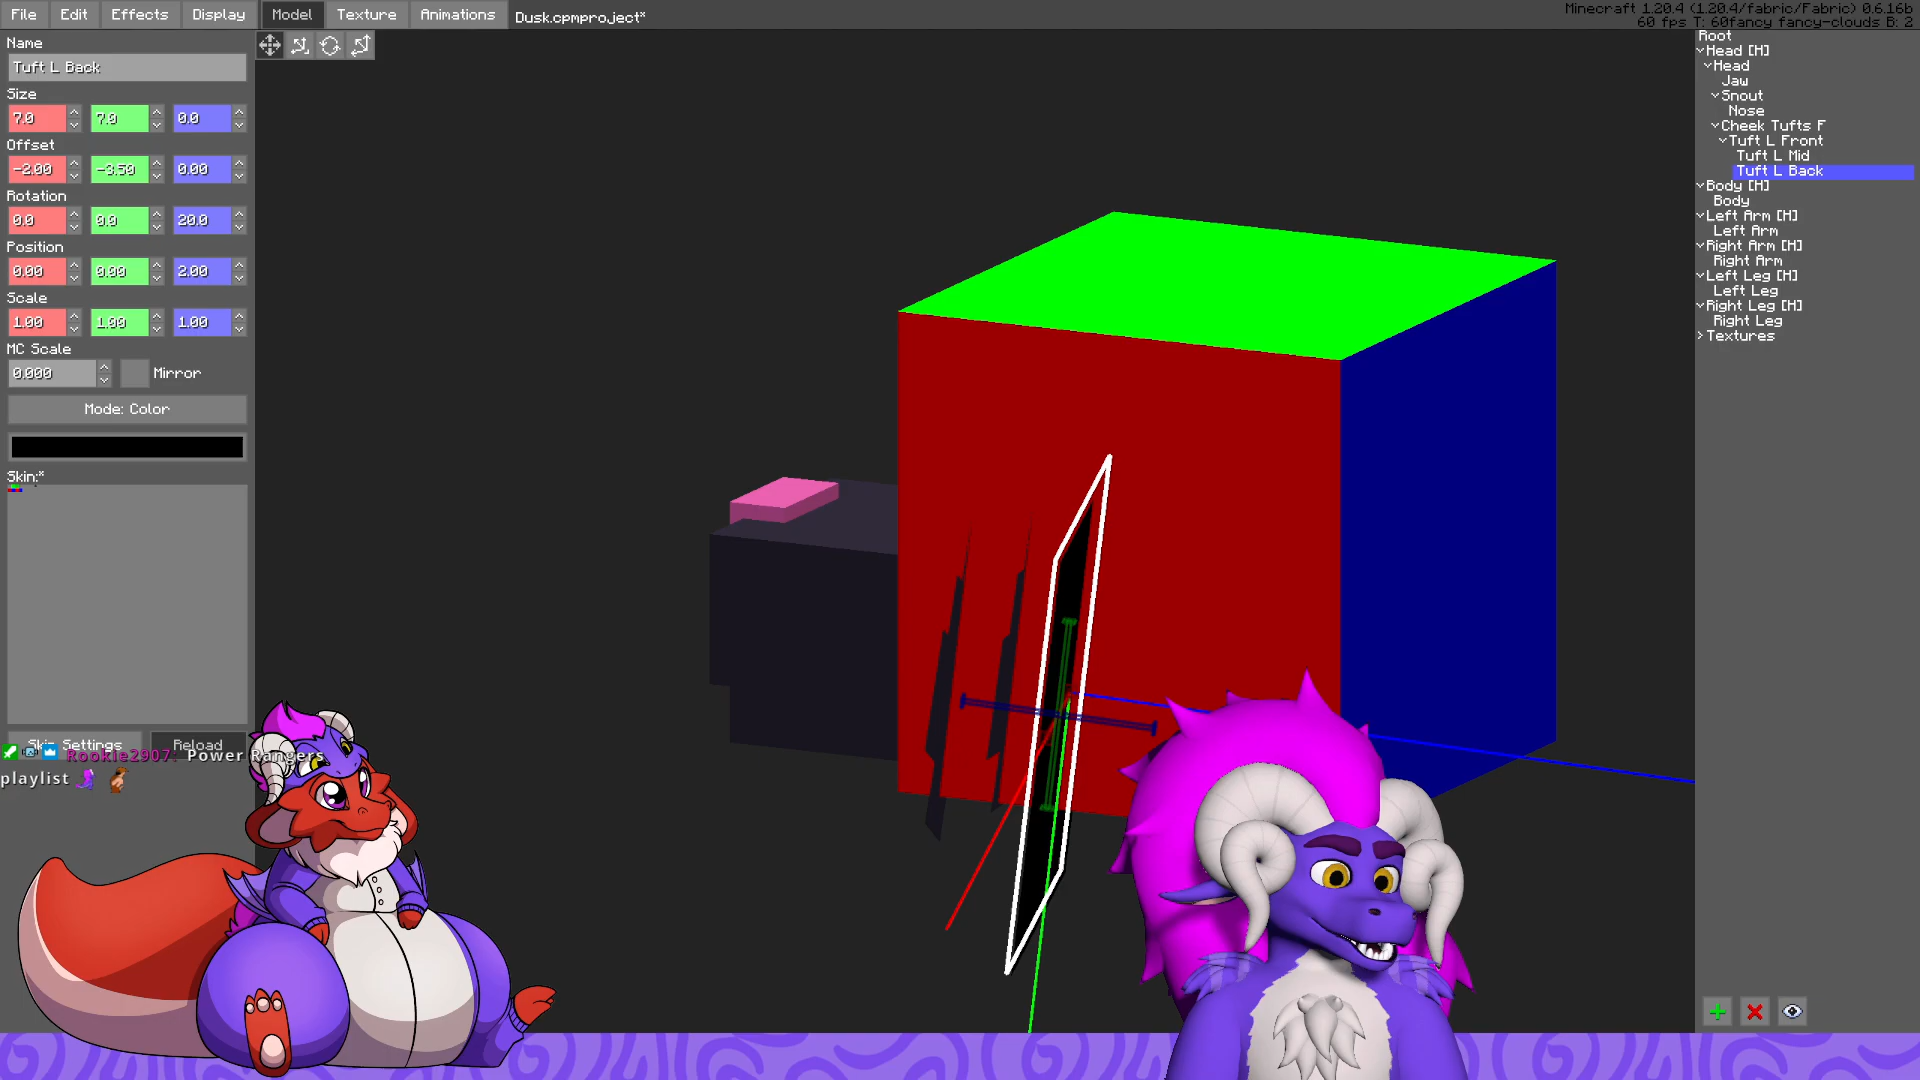 File Edit Effects Display Model Texture Animations Dusk.cpmproject*
Minecraft 1.20.4 (1.20.4/fabric/Fabric) 0.6.16b
60 fps T: 60fancy fancy-clouds B: 2
Name
Tuft L Back
Size
7.0 7.0 0.0
Offset
-2.00 -3.50 0.00
Rotation
0.0 0.0 20.0
Position
0.00 0.00 2.00
Scale
1.00 1.00 1.00
MC Scale
0.000 Mirror
Mode: Color
Skin:*
Skin Settings Reload
Rookie2907: Power Rangers
playlist
Root
Head [H]
Head
Jaw
Snout
Nose
Cheek Tufts F
Tuft L Front
Tuft L Mid
Tuft L Back
Body [H]
Body
Left Arm [H]
Left Arm
Right Arm [H]
Right Arm
Left Leg [H]
Left Leg
Right Leg [H]
Right Leg
Textures